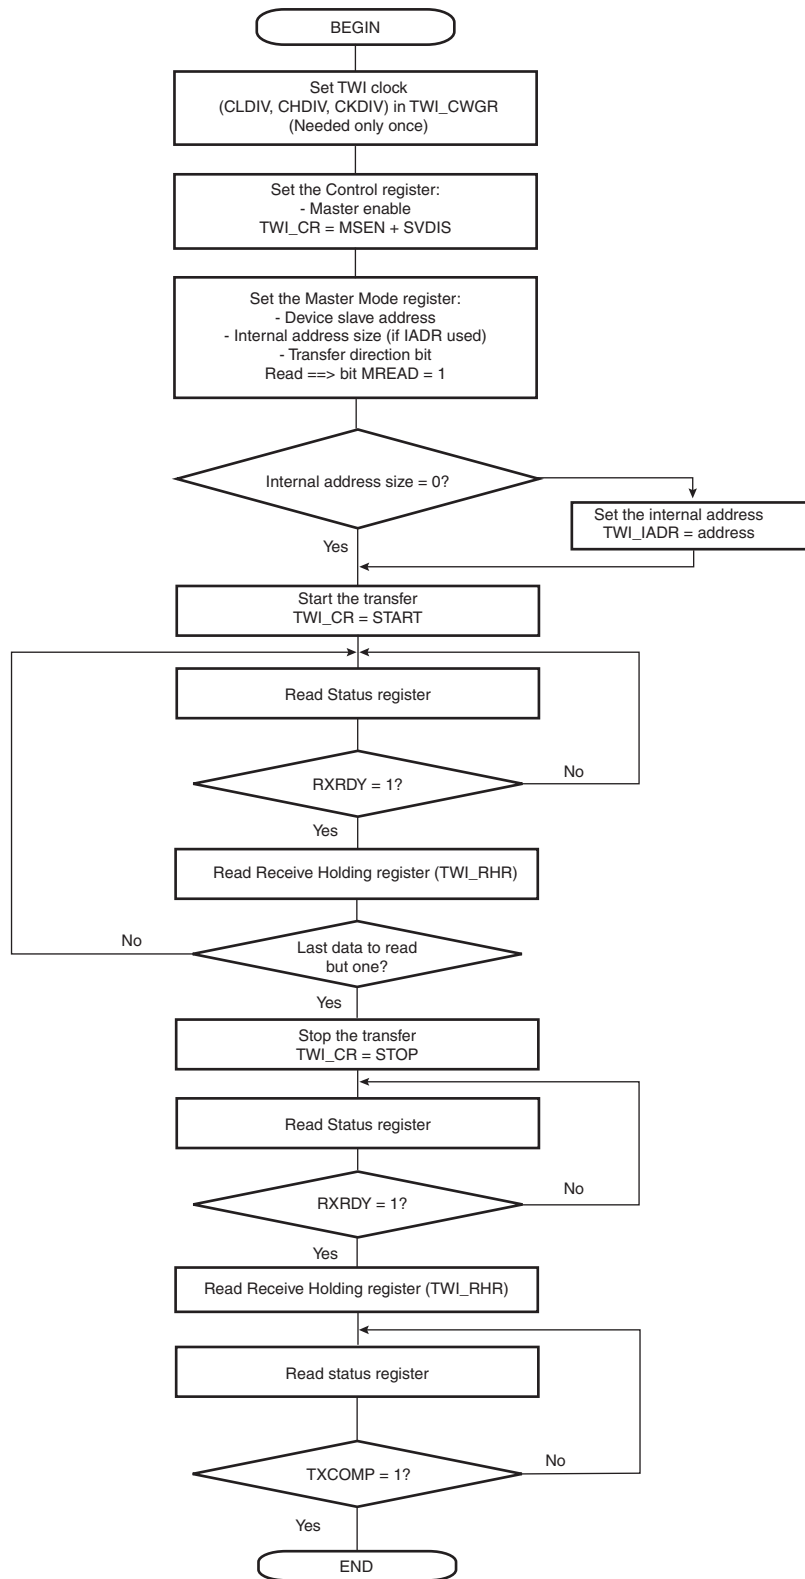 BEGIN
Set TWI clock
(CLDIV, CHDIV, CKDIV) in TWI_CWGR
(Needed only once)
Set the Control register:
- Master enable
TWI_CR = MSEN + SVDIS
Set the Master Mode register:
- Device slave address
- Internal address size (if IADR used)
- Transfer direction bit
Read ==> bit MREAD = 1
Internal address size = 0?
Set the internal address
TWI_IADR = address
Yes
Start the transfer
TWI_CR = START
Read Status register
RXRDY = 1?
No
Yes
Read Receive Holding register (TWI_RHR)
No
Last data to read
but one?
Yes
Stop the transfer
TWI_CR = STOP
Read Status register
RXRDY = 1?
No
Yes
Read Receive Holding register (TWI_RHR)
Read status register
TXCOMP = 1?
No
Yes
END